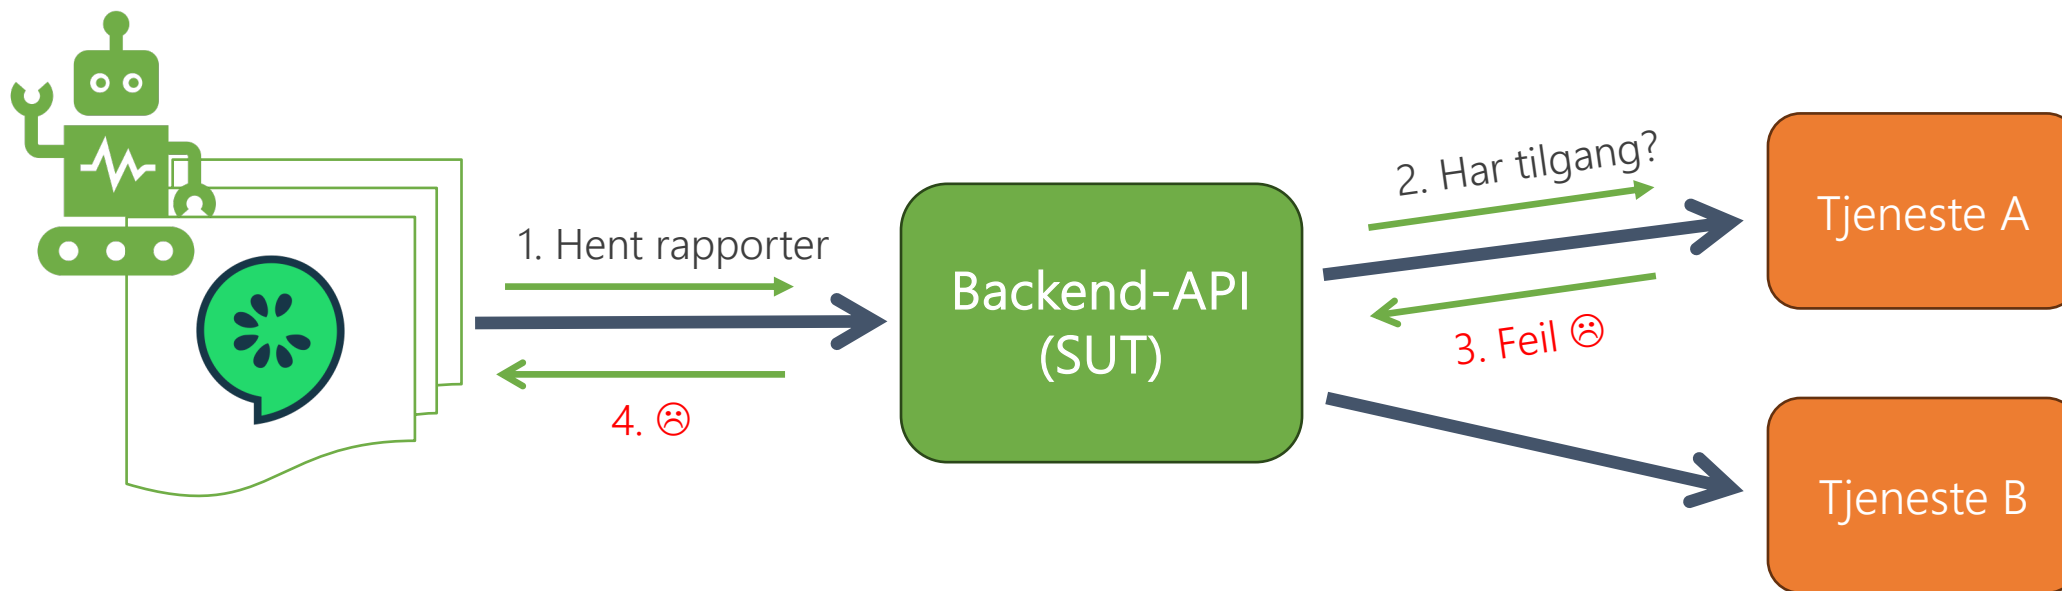 1. Hent rapporter
4. ☹
Backend-API
(SUT)
2. Har tilgang?
3. Feil ☹
Tjeneste A
Tjeneste B